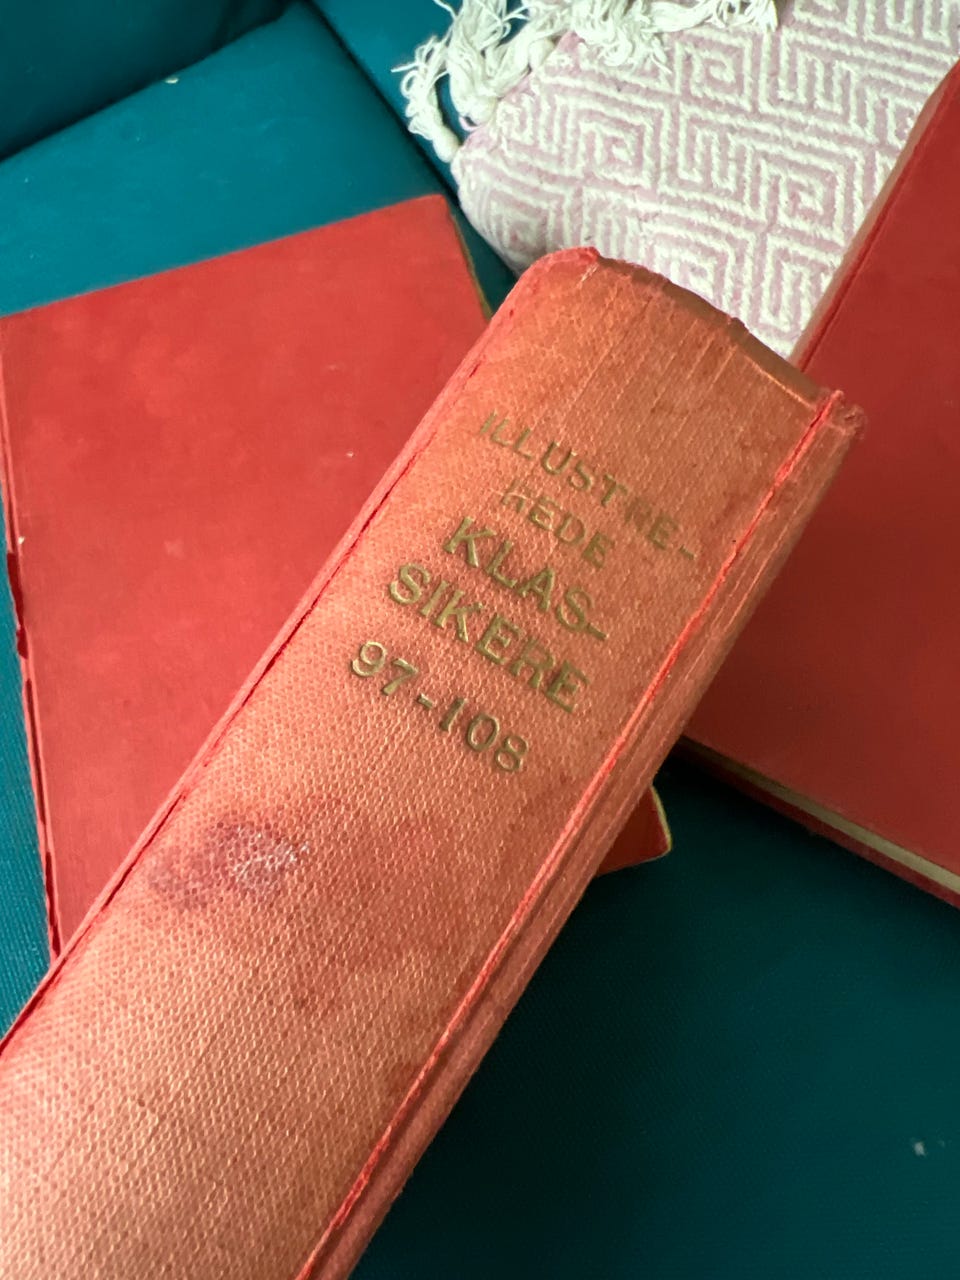 ILLUSTRE-
REDE
KLAS-
SIKERE
97-108